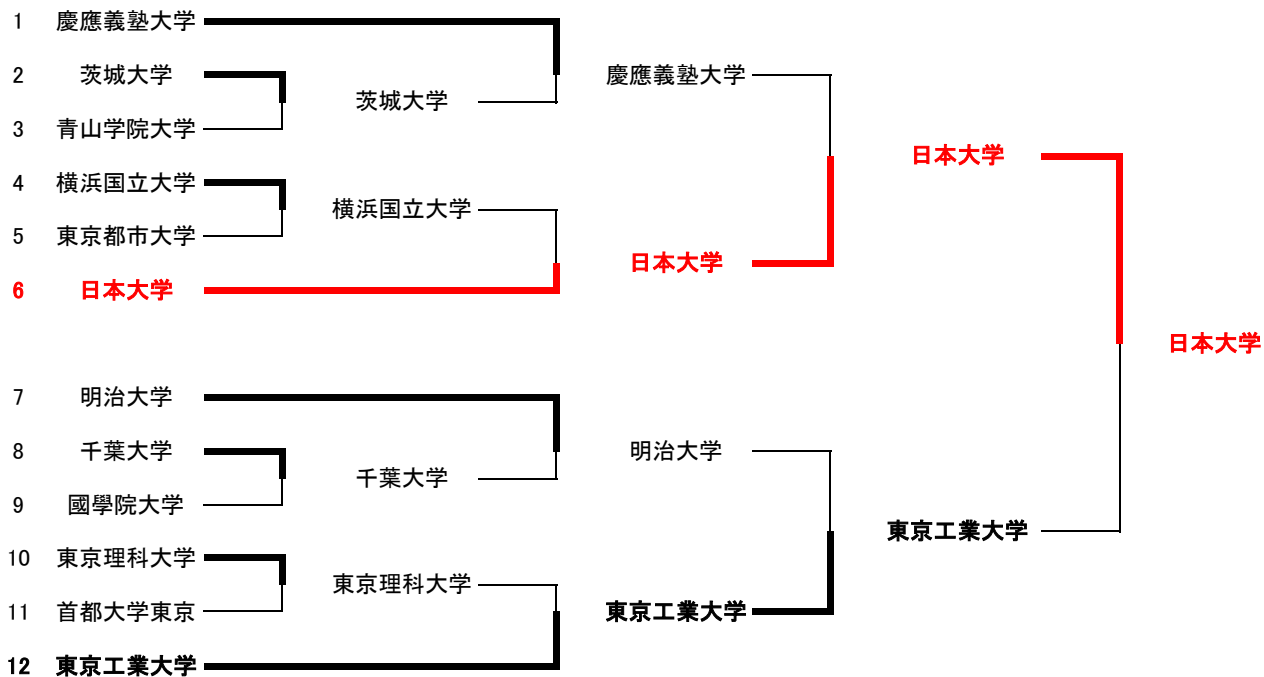 1 慶應義塾大学
2 茨城大学
3 青山学院大学
4 横浜国立大学
5 東京都市大学
6 日本大学
7 明治大学
8 千葉大学
9 國學院大学
10 東京理科大学
11 首都大学東京
12 東京工業大学
茨城大学
横浜国立大学
千葉大学
東京理科大学
慶應義塾大学
日本大学
明治大学
東京工業大学
日本大学
東京工業大学
日本大学